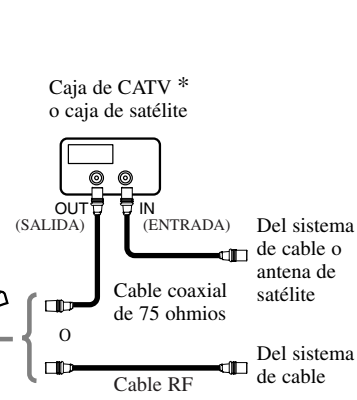 Caja de CATV *
o caja de satélite
OUT IN
(SALIDA) (ENTRADA)
Del sistema
de cable o
antena de
satélite
Cable coaxial
de 75 ohmios
O
Del sistema
de cable
Cable RF